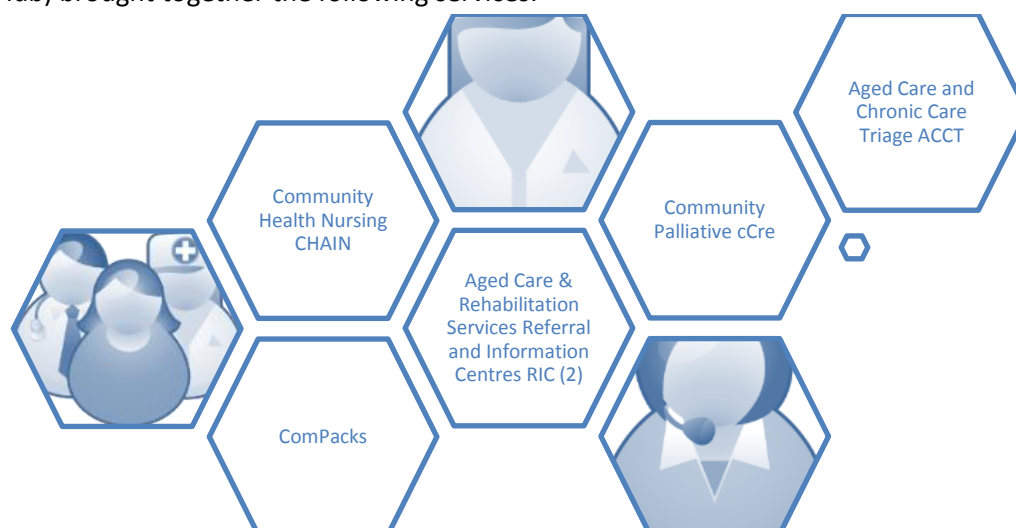 brought together the following services:
Aged Care and
Chronic Care
Triage ACCT
Community
Health Nursing
CHAIN
Community
Palliative cCre
Aged Care &
Rehabilitation
Services Referral
and Information
Centres RIC (2)
ComPacks